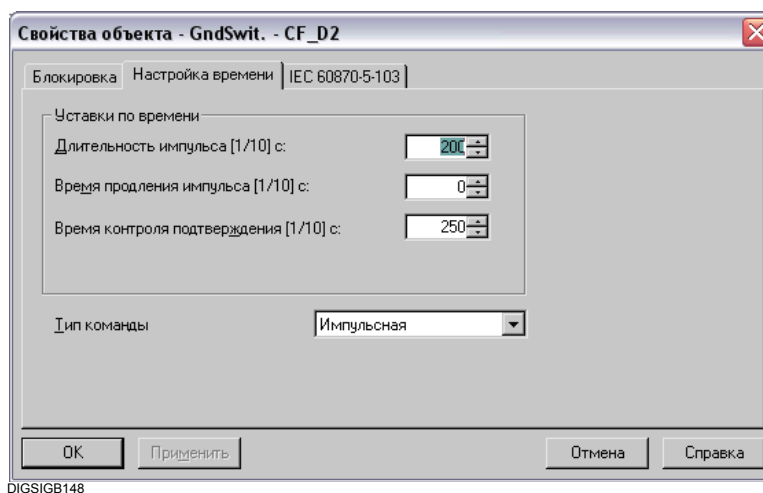 Свойства объекта - GndSwit. - CF_D2
Блокировка Настройка времени IEC 60870-5-103
Уставки по времени
Длительность импульса [1/10] с: 200
Время продления импульса [1/10] с: 0
Время контроля подтверждения [1/10] с: 250
Тип команды Импульсная
OK Применить Отмена Справка
DIGSIGB148